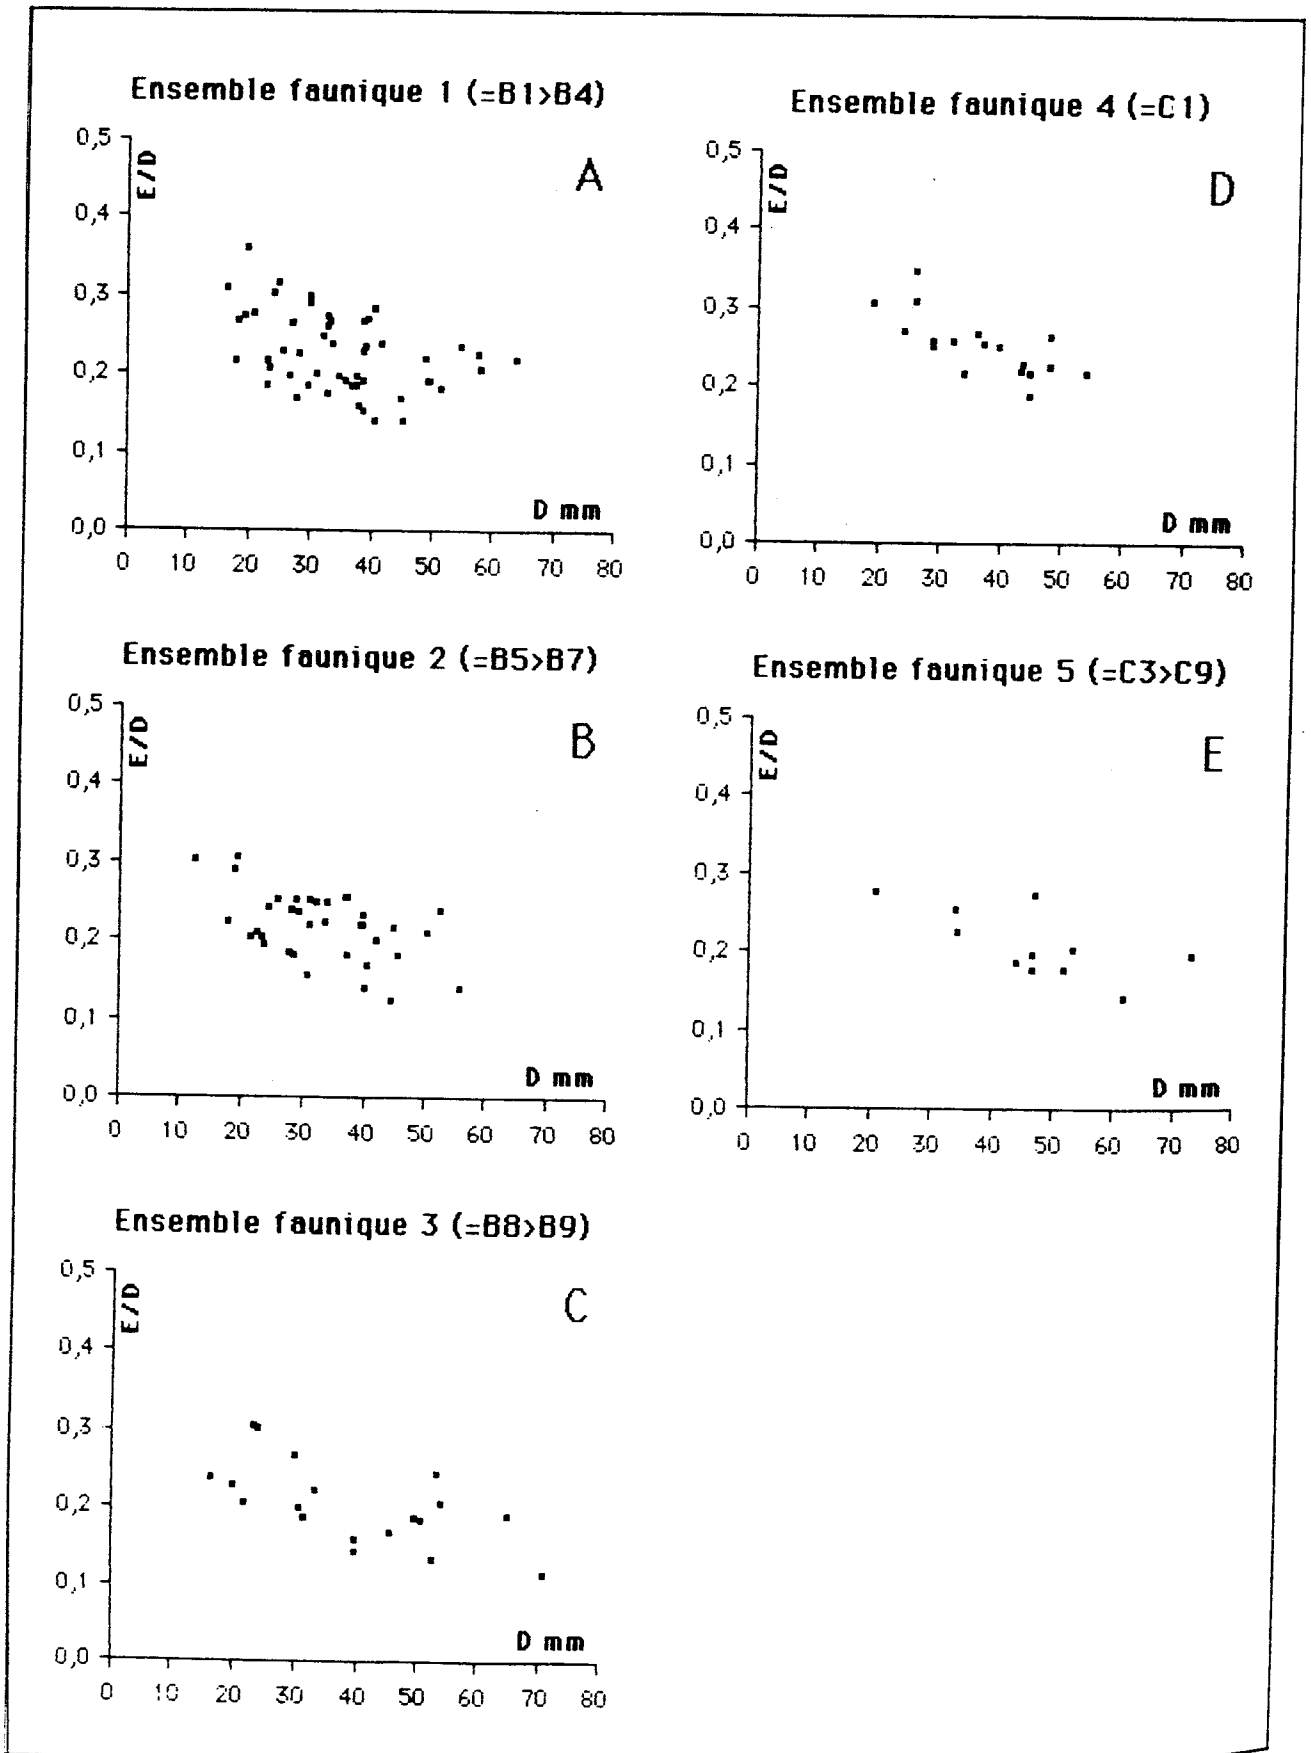 Ensemble faunique 1 (=B1>B4)
0,5
E/D
A
0,4
0,3
0,2
0,1
0,0
D mm
0 10 20 30 40 50 60 70 80
Ensemble faunique 2 (=B5>B7)
0,5
E/D
B
0,4
0,3
0,2
0,1
0,0
D mm
0 10 20 30 40 50 60 70 80
Ensemble faunique 3 (=B8>B9)
0,5
E/D
C
0,4
0,3
0,2
0,1
0,0
D mm
0 10 20 30 40 50 60 70 80
Ensemble faunique 4 (=C1)
0,5
E/D
D
0,4
0,3
0,2
0,1
0,0
D mm
0 10 20 30 40 50 60 70 80
Ensemble faunique 5 (=C3>C9)
0,5
E/D
E
0,4
0,3
0,2
0,1
0,0
D mm
0 10 20 30 40 50 60 70 80